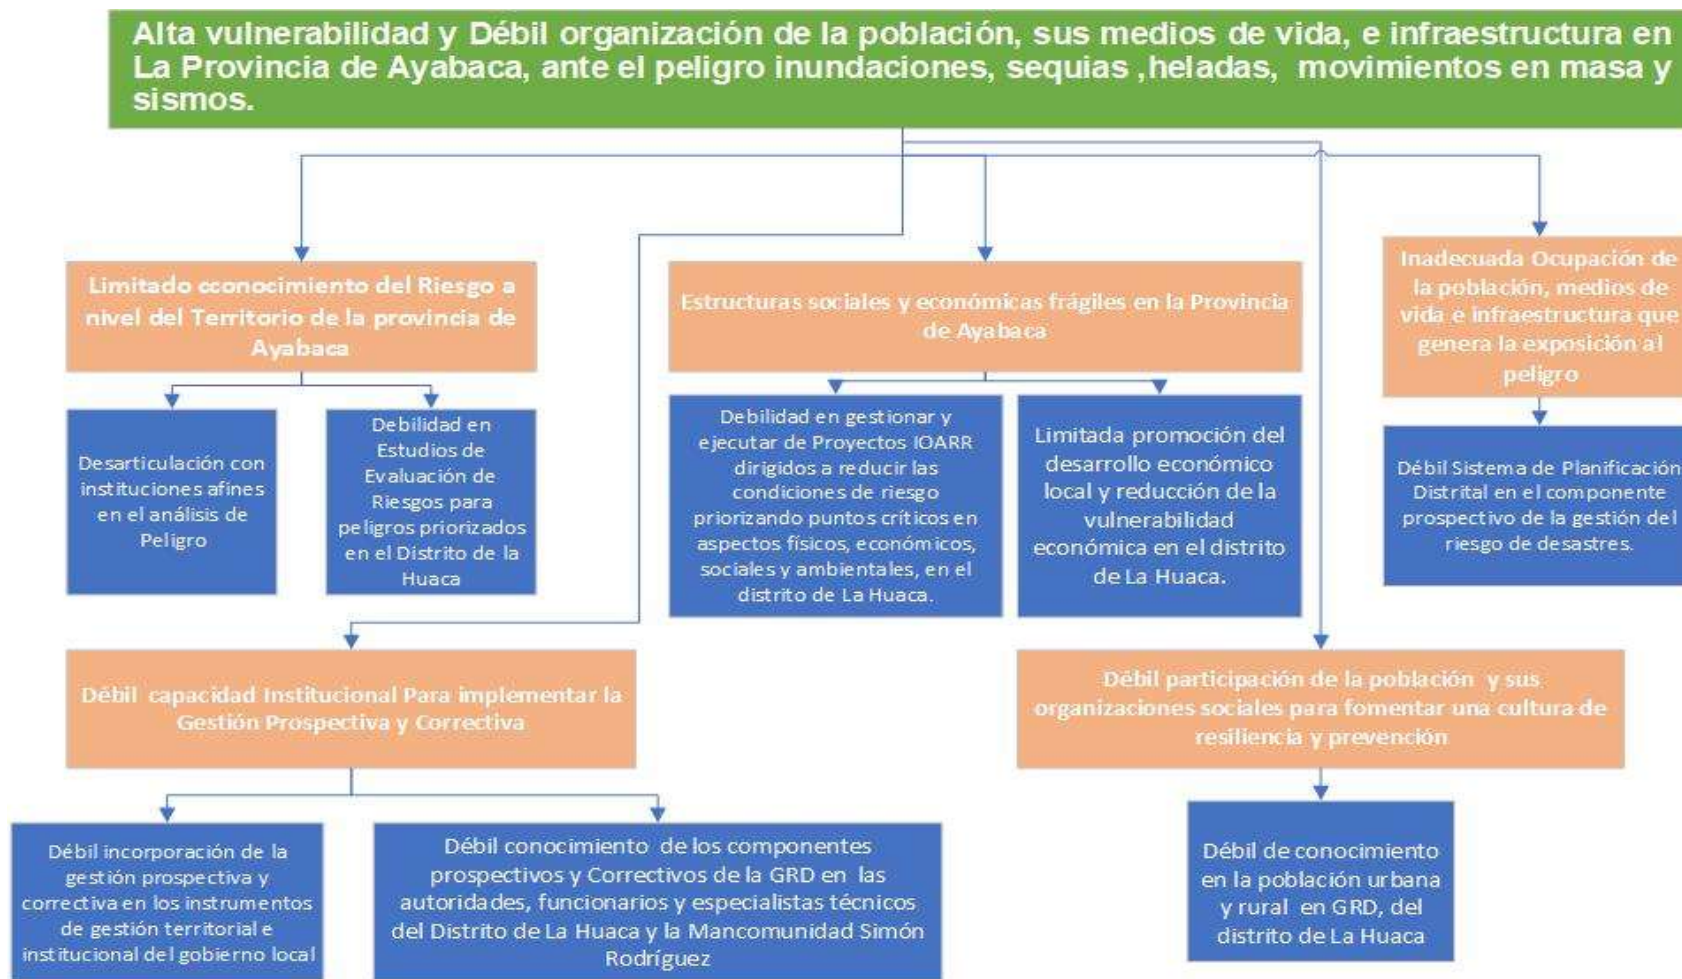 Alta vulnerabilidad y Débil organización de la población, sus medios de vida, e infraestructura en
La Provincia de Ayabaca, ante el peligro inundaciones, sequias ,heladas, movimientos en masa y
sismos.
Limitado cconocimiento del Riesgo a
nivel del Territorio de la provincia de
Ayabaca
Estructuras sociales y económicas frágiles en la Provincia
de Ayabaca
Inadecuada Ocupación de
la población, medios de
vida e infraestructura que
genera la exposición al
peligro
Desarticulación con
instituciones afines
en el análisis de
Peligro
Debilidad en
Estudios de
Evaluación de
Riesgos para
peligros priorizados
en el Distrito de la
Huaca
Debilidad en gestionar y
ejecutar de Proyectos IOARR
dirigidos a reducir las
condiciones de riesgo
priorizando puntos críticos en
aspectos físicos, económicos,
sociales y ambientales, en el
distrito de La Huaca.
Limitada promoción del
desarrollo económico
local y reducción de la
vulnerabilidad
económica en el distrito
de La Huaca.
Débil Sistema de Planificación
Distrital en el componente
prospectivo de la gestión del
riesgo de desastres.
Débil capacidad Institucional Para implementar la
Gestión Prospectiva y Correctiva
Débil participación de la población y sus
organizaciones sociales para fomentar una cultura de
resiliencia y prevención
Débil incorporación de la
gestión prospectiva y
correctiva en los instrumentos
de gestión territorial e
institucional del gobierno local
Débil conocimiento de los componentes
prospectivos y Correctivos de la GRD en las
autoridades, funcionarios y especialistas técnicos
del Distrito de La Huaca y la Mancomunidad Simón
Rodríguez
Débil de conocimiento
en la población urbana
y rural en GRD, del
distrito de La Huaca